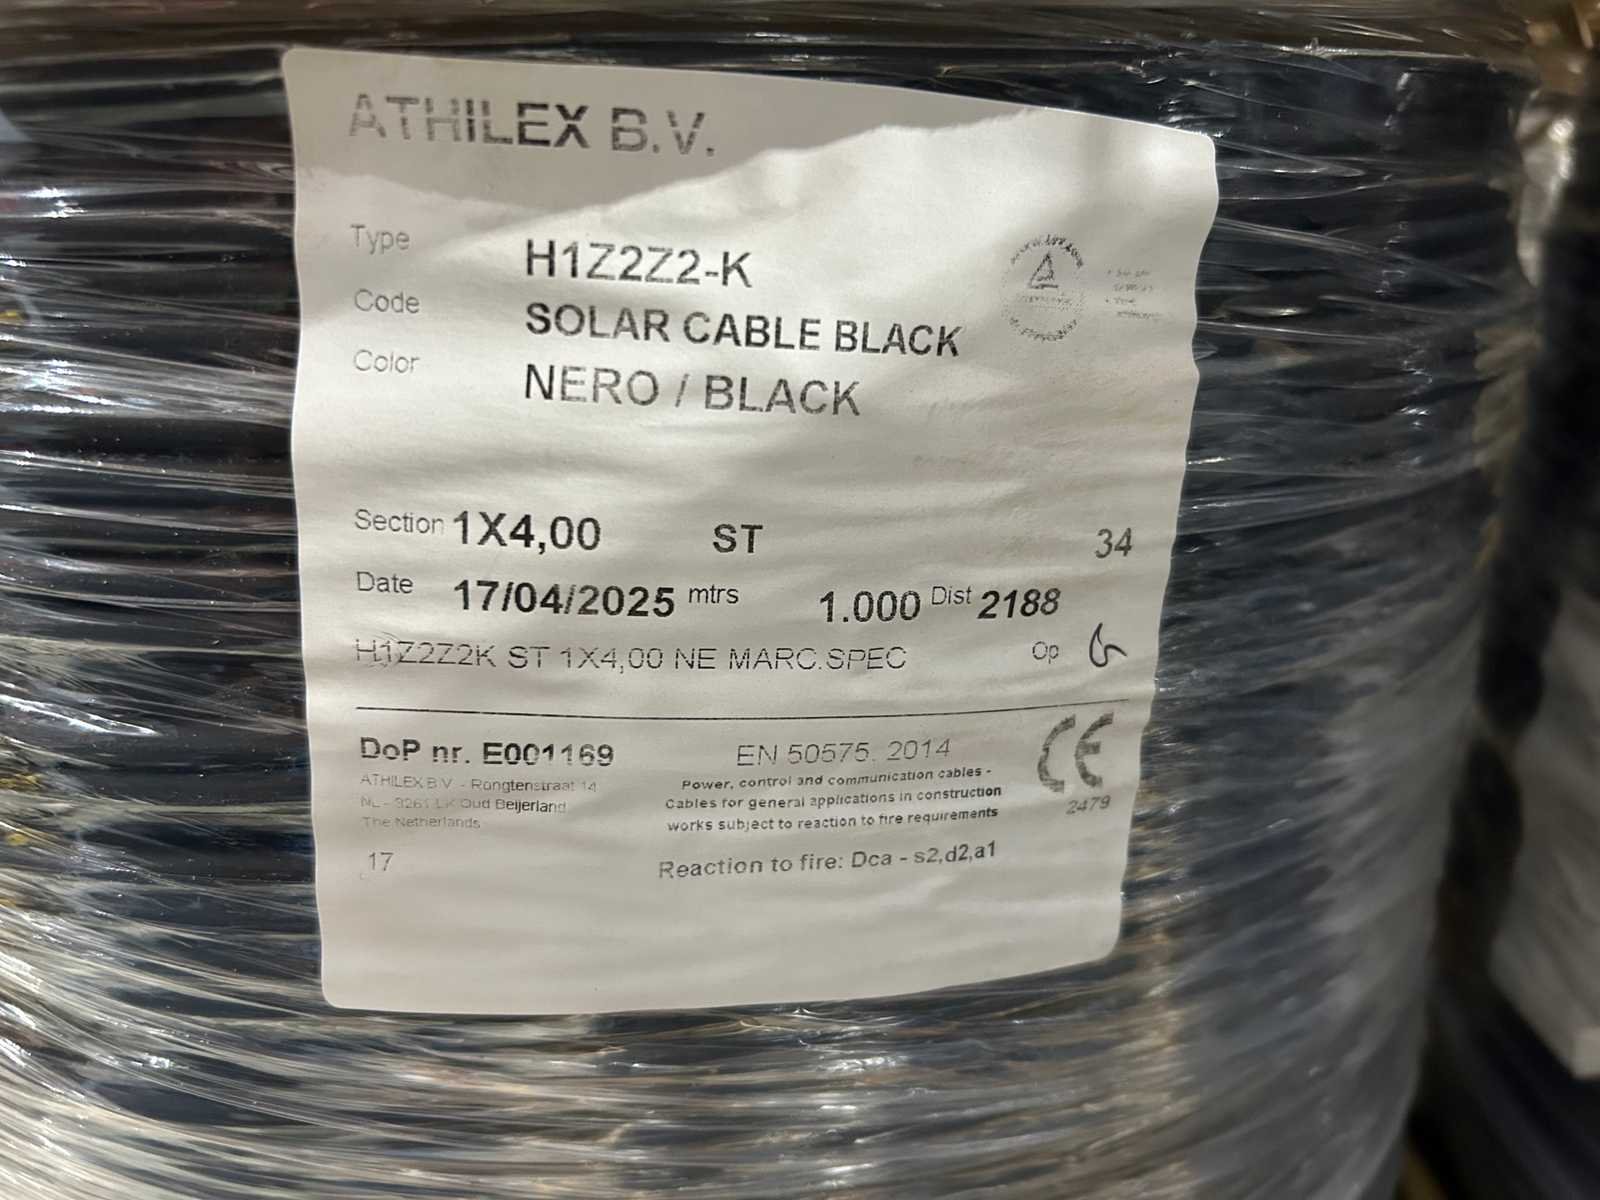 ATHILEX B.V.
Type H1Z2Z2-K
Code SOLAR CABLE BLACK
Color NERO / BLACK
Section 1X4,00 ST 34
Date 17/04/2025 mtrs 1.000 Dist 2188
H1Z2Z2K ST 1X4,00 NE MARC.SPEC Op
DoP nr. E001169
ATHILEX B.V. - Rongtenstraat 14
NL - 3261 LK Oud Beijerland
The Netherlands
17
EN 50575, 2014
Power, control and communication cables -
Cables for general applications in construction
works subject to reaction to fire requirements
Reaction to fire: Dca - s2,d2,a1
CE
2479